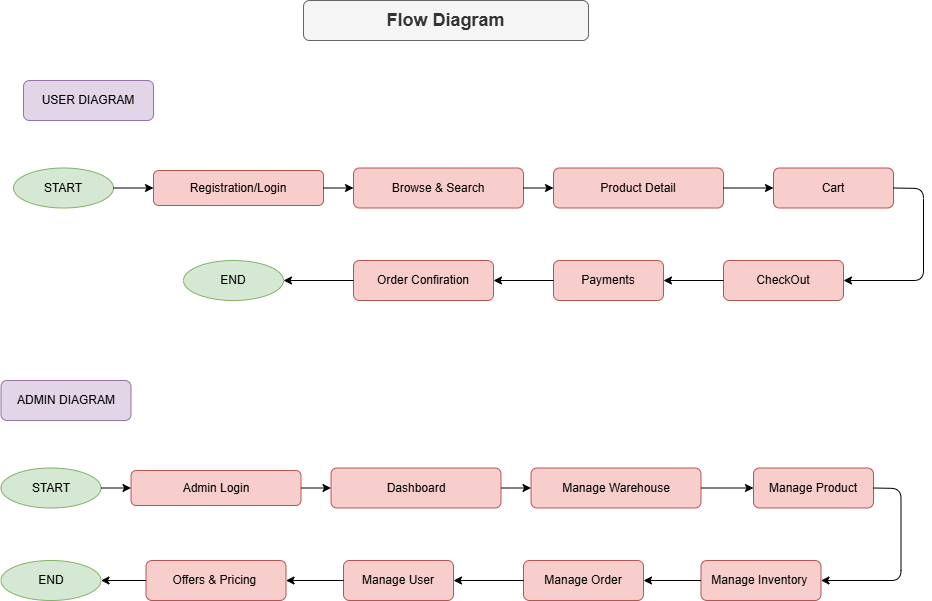 Flow Diagram
USER DIAGRAM
START
Registration/Login
Browse & Search
Product Detail
Cart
CheckOut
Payments
Order Confiration
END
ADMIN DIAGRAM
START
Admin Login
Dashboard
Manage Warehouse
Manage Product
Manage Inventory
Manage Order
Manage User
Offers & Pricing
END